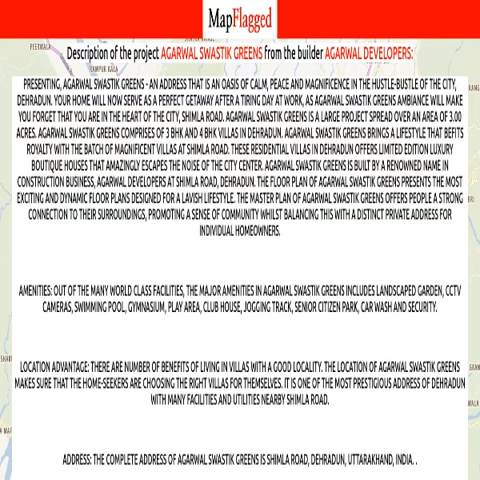 MapFlagged
Description of the project AGARWAL SWASTIK GREENS from the builder AGARWAL DEVELOPERS:
PRESENTING, AGARWAL SWASTIK GREENS - AN ADDRESS THAT IS AN OASIS OF CALM, PEACE AND MAGNIFICENCE IN THE HUSTLE-BUSTLE OF THE CITY,
DEHRADUN. YOUR HOME WILL NOW SERVE AS A PERFECT GETAWAY AFTER A TIRING DAY AT WORK, AS AGARWAL SWASTIK GREENS AMBIANCE WILL MAKE
YOU FORGET THAT YOU ARE IN THE HEART OF THE CITY, SHIMLA ROAD. AGARWAL SWASTIK GREENS IS A LARGE PROJECT SPREAD OVER AN AREA OF 3.00
ACRES. AGARWAL SWASTIK GREENS COMPRISES OF 3 BHK AND 4 BHK VILLAS IN DEHRADUN. AGARWAL SWASTIK GREENS BRINGS A LIFESTYLE THAT BEFITS
ROYALTY WITH THE BATCH OF MAGNIFICENT VILLAS AT SHIMLA ROAD. THESE RESIDENTIAL VILLAS IN DEHRADUN OFFERS LIMITED EDITION LUXURY
BOUTIQUE HOUSES THAT AMAZINGLY ESCAPES THE NOISE OF THE CITY CENTER. AGARWAL SWASTIK GREENS IS BUILT BY A RENOWNED NAME IN
CONSTRUCTION BUSINESS, AGARWAL DEVELOPERS AT SHIMLA ROAD, DEHRADUN. THE FLOOR PLAN OF AGARWAL SWASTIK GREENS PRESENTS THE MOST
EXCITING AND DYNAMIC FLOOR PLANS DESIGNED FOR A LAVISH LIFESTYLE. THE MASTER PLAN OF AGARWAL SWASTIK GREENS OFFERS PEOPLE A STRONG
CONNECTION TO THEIR SURROUNDINGS, PROMOTING A SENSE OF COMMUNITY WHILST BALANCING THIS WITH A DISTINCT PRIVATE ADDRESS FOR
INDIVIDUAL HOMEOWNERS.
AMENITIES: OUT OF THE MANY WORLD CLASS FACILITIES, THE MAJOR AMENITIES IN AGARWAL SWASTIK GREENS INCLUDES LANDSCAPED GARDEN, CCTV
CAMERAS, SWIMMING POOL, GYMNASIUM, PLAY AREA, CLUB HOUSE, JOGGING TRACK, SENIOR CITIZEN PARK, CAR WASH AND SECURITY.
LOCATION ADVANTAGE: THERE ARE NUMBER OF BENEFITS OF LIVING IN VILLAS WITH A GOOD LOCALITY. THE LOCATION OF AGARWAL SWASTIK GREENS
MAKES SURE THAT THE HOME-SEEKERS ARE CHOOSING THE RIGHT VILLAS FOR THEMSELVES. IT IS ONE OF THE MOST PRESTIGIOUS ADDRESS OF DEHRADUN
WITH MANY FACILITIES AND UTILITIES NEARBY SHIMLA ROAD.
ADDRESS: THE COMPLETE ADDRESS OF AGARWAL SWASTIK GREENS IS SHIMLA ROAD, DEHRADUN, UTTARAKHAND, INDIA. .